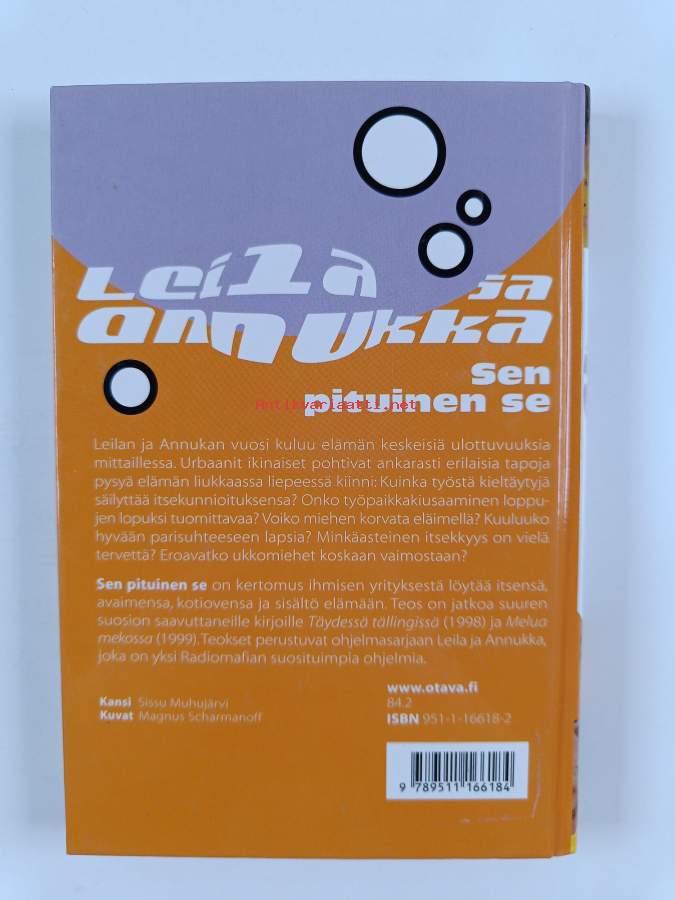 Leila ja
annukka
Sen
pituinen se
Antikvariaatti.net
Leilan ja Annukan vuosi kuluu elämän keskeisiä ulottuvuuksia
mittaillessa. Urbaanit ikinaiset pohtivat ankarasti erilaisia tapoja
pysyä elämän liukkaassa liepeessä kiinni: Kuinka työstä kieltäytyjä
säilyttää itsekunnioituksensa? Onko työpaikkakiusaaminen loppu-
jen lopuksi tuomittavaa? Voiko miehen korvata eläimellä? Kuuluuko
hyvään parisuhteeseen lapsia? Minkäasteinen itsekkyys on vielä
tervettä? Eroavatko ukkomiehet koskaan vaimostaan?
Sen pituinen se on kertomus ihmisen yrityksestä löytää itsensä,
avaimensa, kotiovensa ja sisältö elämään. Teos on jatkoa suuren
suosion saavuttaneille kirjoille Täydessä tällingissä (1998) ja Melua
mekossa (1999). Teokset perustuvat ohjelmasarjaan Leila ja Annukka,
joka on yksi Radiomafian suosituimpia ohjelmia.
Kansi Sissu Muhujärvi
Kuvat Magnus Scharmanoff
www.otava.fi
84.2
ISBN 951-1-16618-2
9 789511 166184